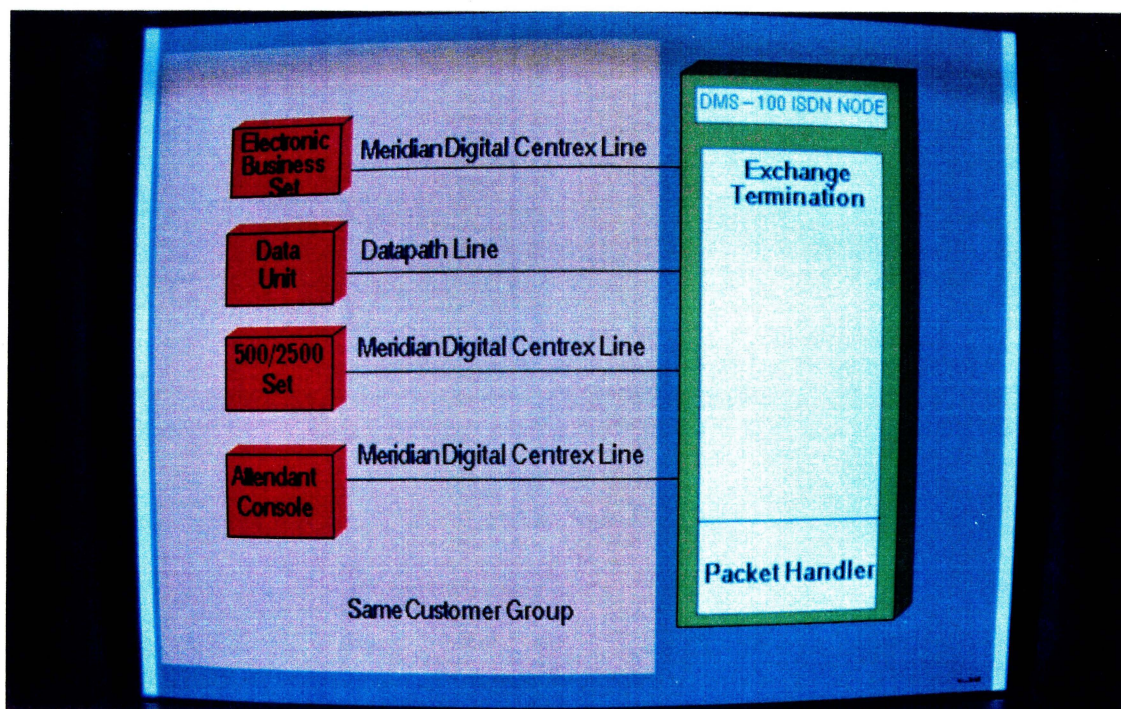 DMS-100 ISDN NODE
Electronic
Business
Set
Meridian Digital Centrex Line
Exchange
Termination
Data
Unit
Datapath Line
500/2500
Set
Meridian Digital Centrex Line
Attendant
Console
Meridian Digital Centrex Line
Packet Handler
Same Customer Group